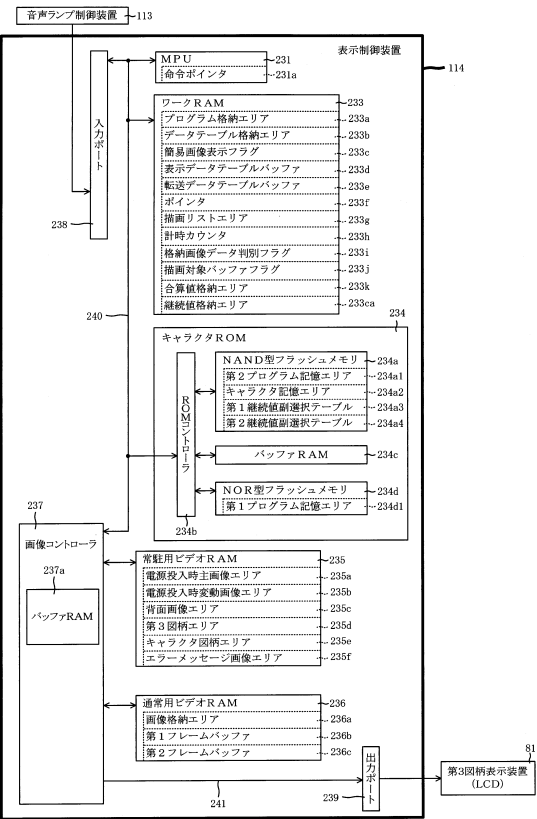 音声ランプ制御装置
113
表示制御装置
114
入力ポート
238
MPU
231
命令ポインタ
231a
ワークRAM
233
プログラム格納エリア
233a
データテーブル格納エリア
233b
簡易画像表示フラグ
233c
表示データテーブルバッファ
233d
転送データテーブルバッファ
233e
ポインタ
233f
描画リストエリア
233g
計時カウンタ
233h
格納画像データ判別フラグ
233i
描画対象バッファフラグ
233j
合算値格納エリア
233k
継続値格納エリア
233ca
240
234
キャラクタROM
ROMコントローラ
234b
NAND型フラッシュメモリ
234a
第2プログラム記憶エリア
234a1
キャラクタ記憶エリア
234a2
第1継続値副選択テーブル
234a3
第2継続値副選択テーブル
234a4
バッファRAM
234c
NOR型フラッシュメモリ
234d
第1プログラム記憶エリア
234d1
237
画像コントローラ
237a
バッファRAM
常駐用ビデオRAM
235
電源投入時主画像エリア
235a
電源投入時変動画像エリア
235b
背面画像エリア
235c
第3図柄エリア
235d
キャラクタ図柄エリア
235e
エラーメッセージ画像エリア
235f
通常用ビデオRAM
236
画像格納エリア
236a
第1フレームバッファ
236b
第2フレームバッファ
236c
241
出力ポート
239
81
第3図柄表示装置
(LCD)